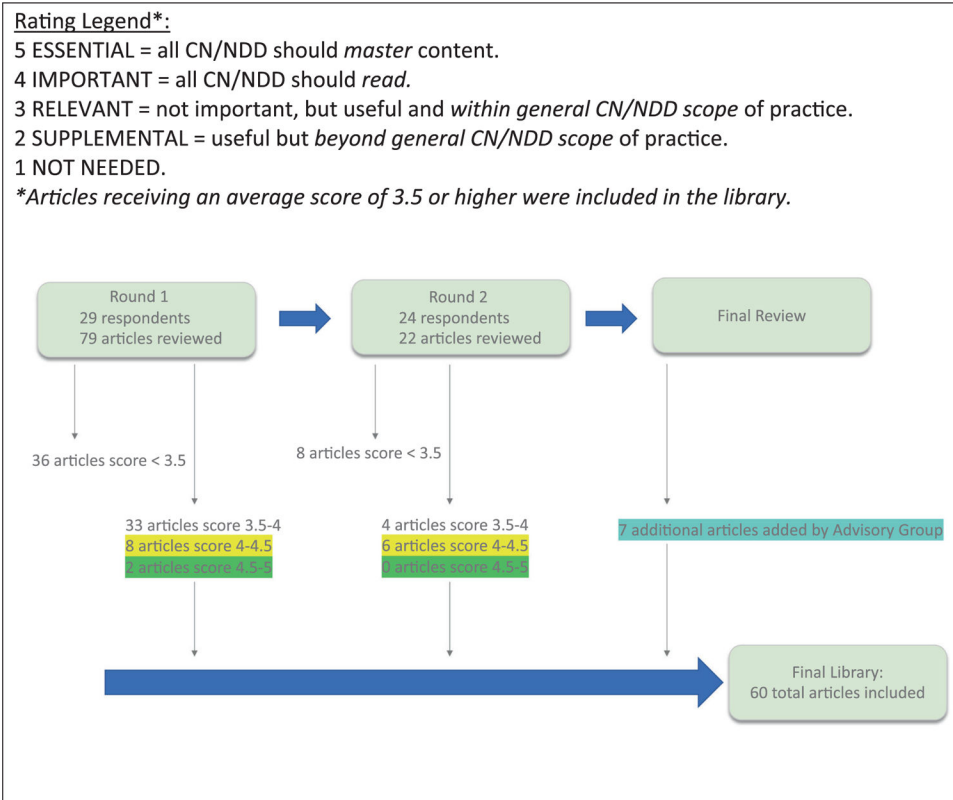 Rating Legend*:
5 ESSENTIAL = all CN/NDD should master content.
4 IMPORTANT = all CN/NDD should read.
3 RELEVANT = not important, but useful and within general CN/NDD scope of practice.
2 SUPPLEMENTAL = useful but beyond general CN/NDD scope of practice.
1 NOT NEEDED.
*Articles receiving an average score of 3.5 or higher were included in the library.
Round 1
29 respondents
79 articles reviewed
Round 2
24 respondents
22 articles reviewed
Final Review
36 articles score < 3.5
8 articles score < 3.5
33 articles score 3.5-4
8 articles score 4-4.5
2 articles score 4.5-5
4 articles score 3.5-4
6 articles score 4-4.5
0 articles score 4.5-5
7 additional articles added by Advisory Group
Final Library:
60 total articles included